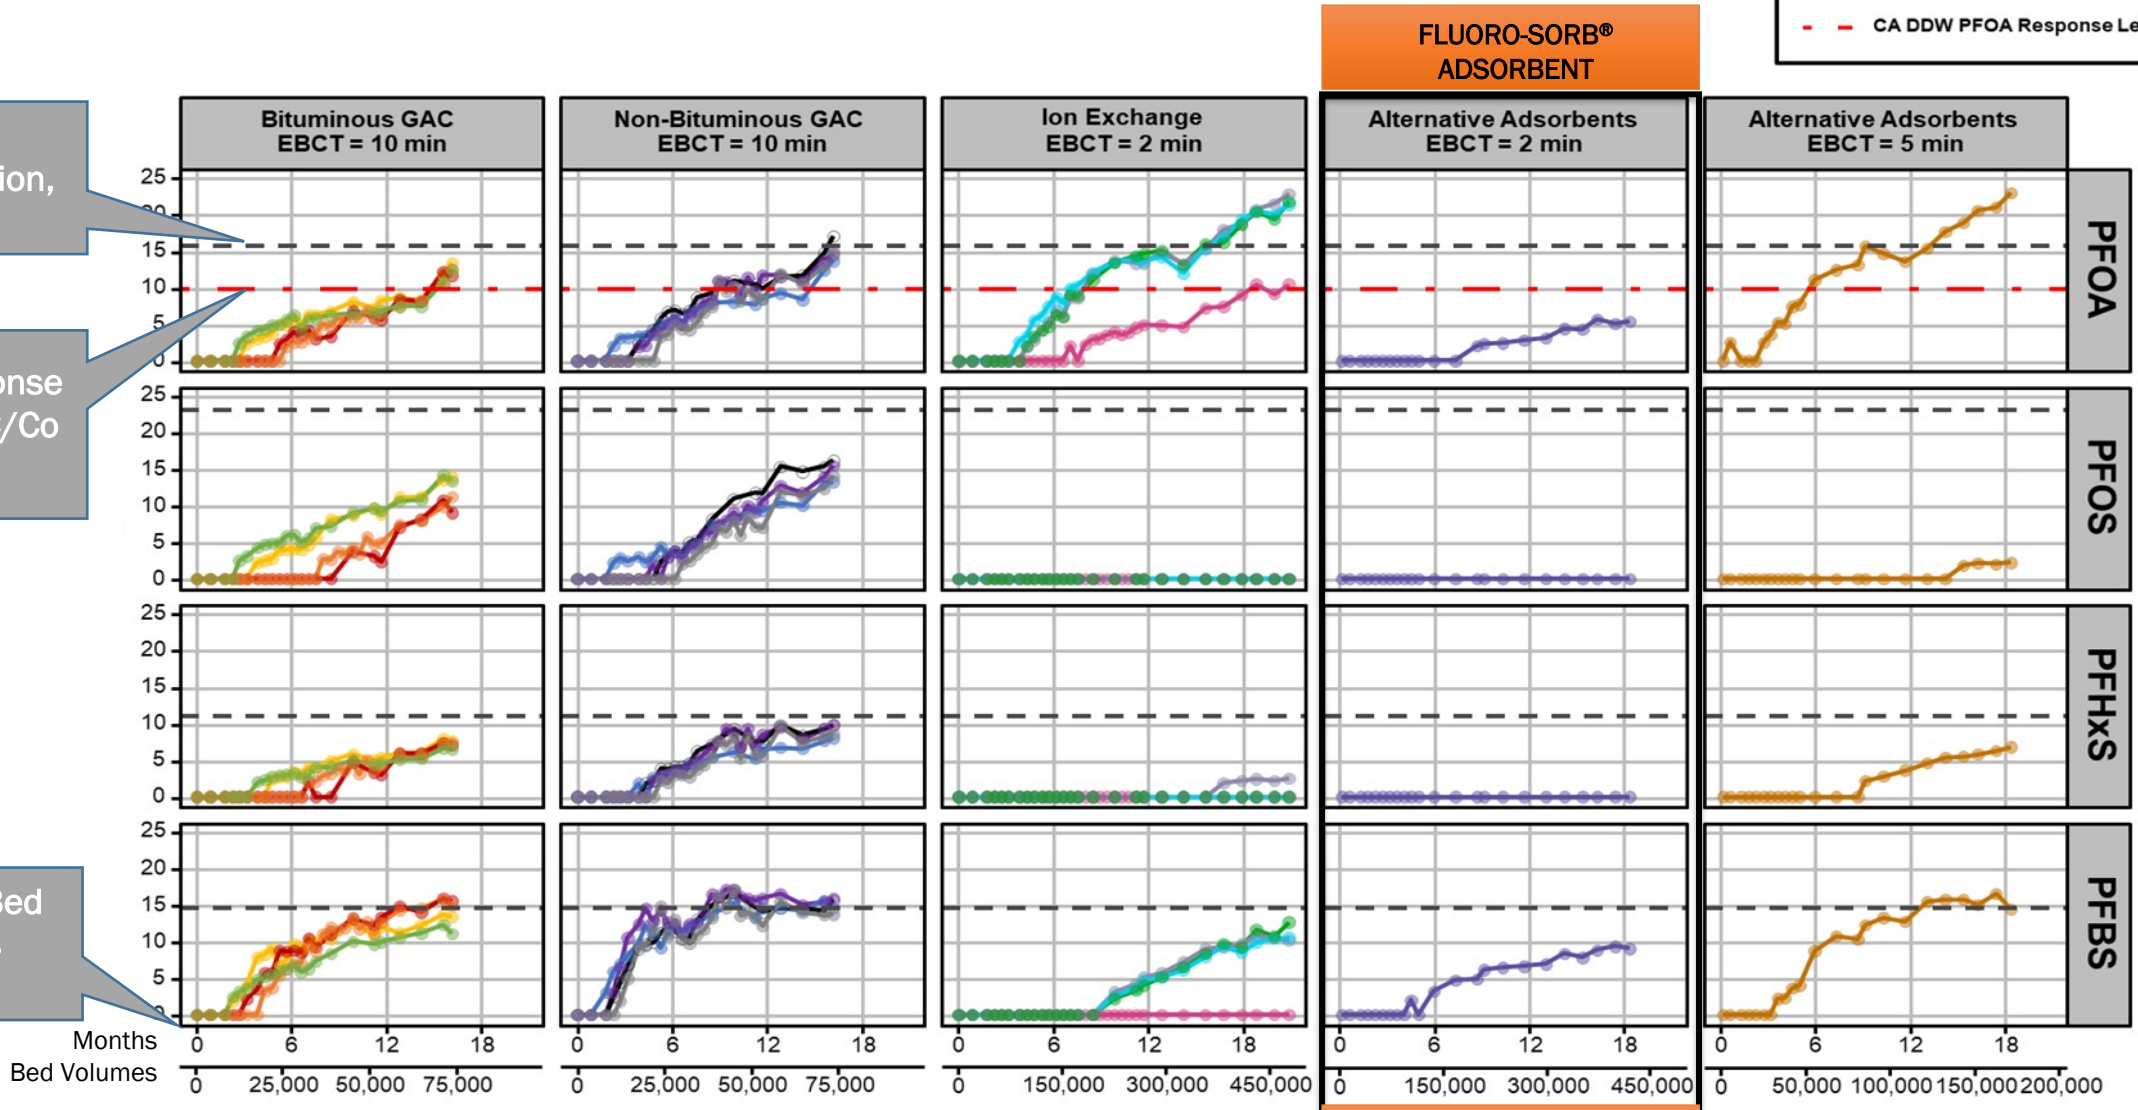 FLUORO-SORB®
ADSORBENT
CA DDW PFOA Response Le
Bituminous GAC
EBCT = 10 min
Non-Bituminous GAC
EBCT = 10 min
Ion Exchange
EBCT = 2 min
Alternative Adsorbents
EBCT = 2 min
Alternative Adsorbents
EBCT = 5 min
ion,
onse
/Co
Bed
25
20
15
10
5
0
PFOA
25
20
15
10
5
0
PFOS
25
20
15
10
5
0
PFHxS
25
20
15
10
5
0
PFBS
Months
0 6 12 18
0 6 12 18
0 6 12 18
0 6 12 18
0 6 12 18
Bed Volumes
0 25,000 50,000 75,000
0 25,000 50,000 75,000
0 150,000 300,000 450,000
0 150,000 300,000 450,000
0 50,000 100,000 150,000 200,000